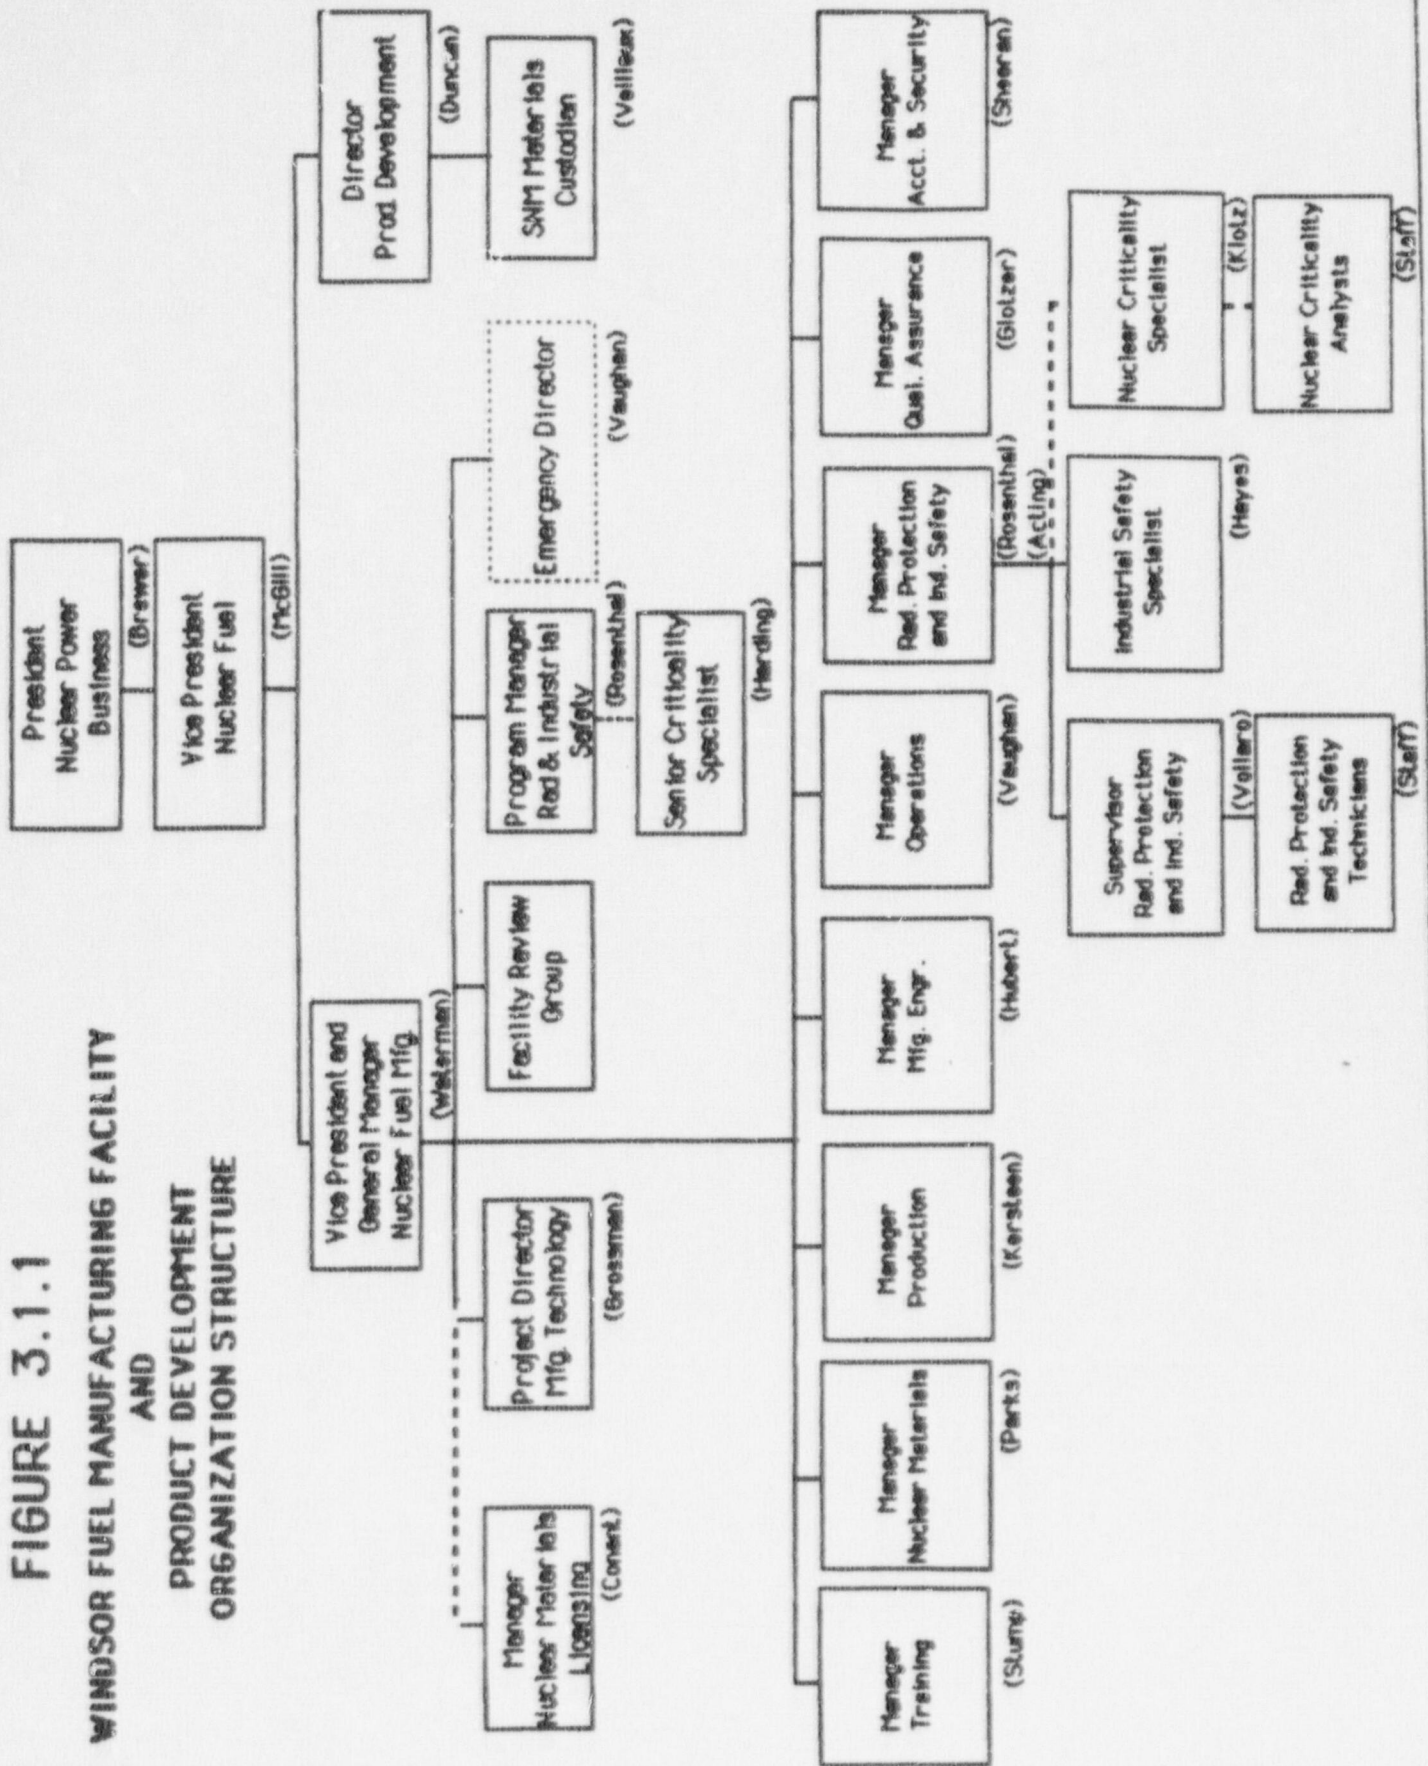 FIGURE 3.1.1
WINDSOR FUEL MANUFACTURING FACILITY
AND
PRODUCT DEVELOPMENT
ORGANIZATION STRUCTURE
President
Nuclear Power
Business
(Brewer)
Vice President
Nuclear Fuel
(McGill)
Vice President and
General Manager
Nuclear Fuel Mfg.
(Waterman)
Director
Prod. Development
(Duncan)
Manager
Nuclear Materials
Licensing
(Conant)
Project Director
Mfg. Technology
(Grossman)
Facility Review
Group
Program Manager
Rad & Industrial
Safety
(Rosenthal)
Emergency Director
(Vaughan)
SNM Materials
Custodian
(Veilleux)
Senior Criticality
Specialist
(Harding)
Manager
Training
(Stump)
Manager
Nuclear Materials
(Parks)
Manager
Production
(Kersteen)
Manager
Mfg. Engr.
(Hubert)
Manager
Operations
(Vaughan)
Manager
Rad. Protection
and Ind. Safety
(Rosenthal)
(Acting)
Manager
Qual. Assurance
(Glotzer)
Manager
Acct. & Security
(Sheeran)
Supervisor
Rad. Protection
and Ind. Safety
(Vollaro)
Industrial Safety
Specialist
(Hayes)
Nuclear Criticality
Specialist
(Klotz)
Rad. Protection
and Ind. Safety
Technicians
(Staff)
Nuclear Criticality
Analysts
(Staff)